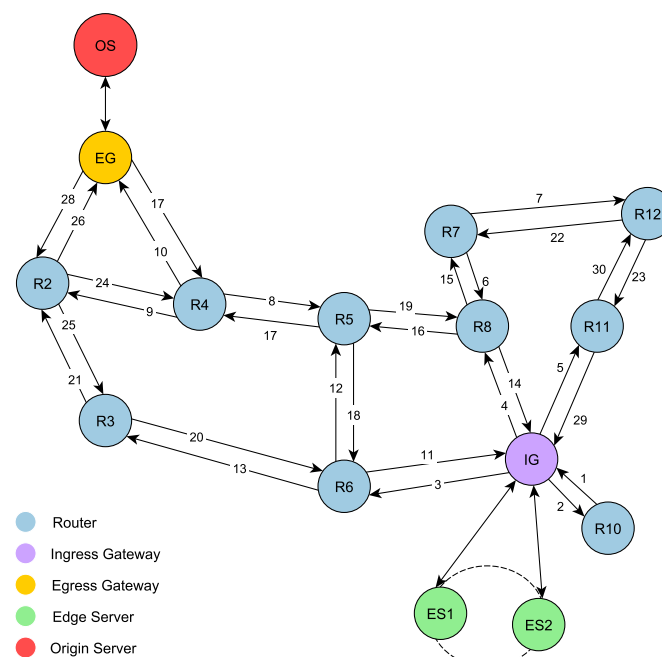 OS
EG
28
17
26
10
R2
24
9
R4
8
17
R5
19
16
R8
R7
7
22
R12
15
6
30
23
R11
25
21
12
18
14
4
5
29
R3
20
13
R6
11
3
IG
1
2
R10
ES1
ES2
Router
Ingress Gateway
Egress Gateway
Edge Server
Origin Server